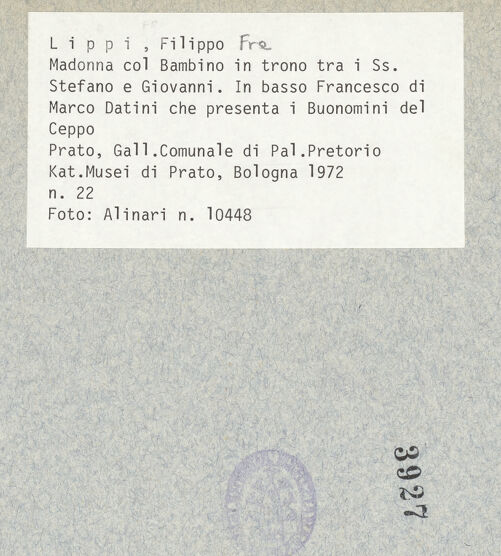 Lippi, Filippo Fra
Madonna col Bambino in trono tra i Ss.
Stefano e Giovanni. In basso Francesco di
Marco Datini che presenta i Buonomini del
Ceppo
Prato, Gall.Comunale di Pal.Pretorio
Kat.Musei di Prato, Bologna 1972
n. 22
Foto: Alinari n. 10448
3927